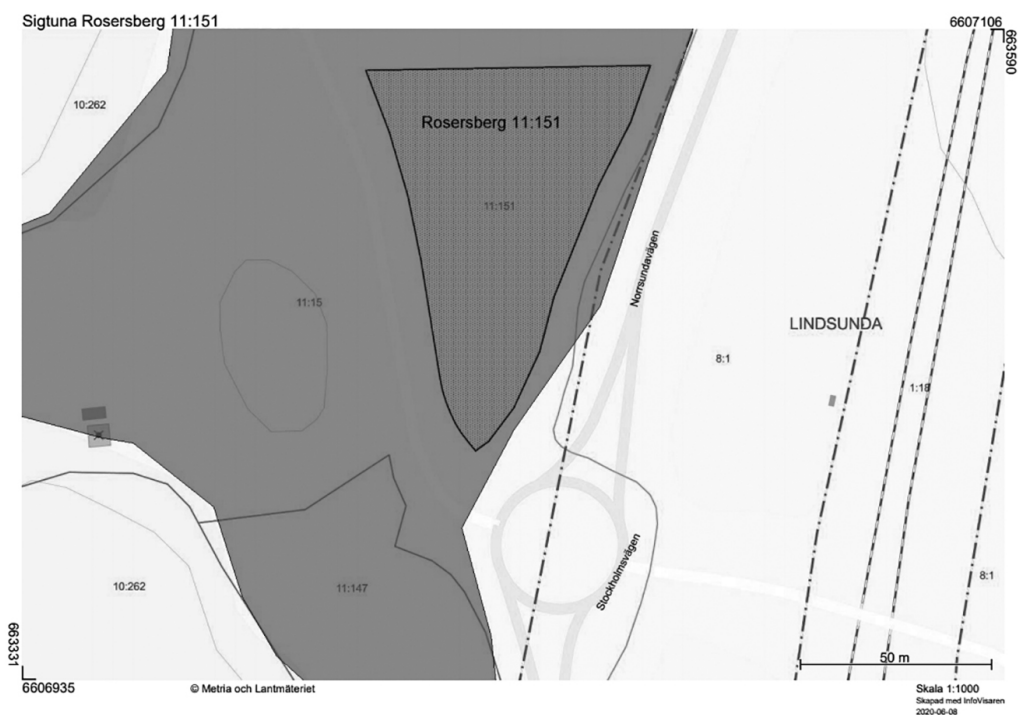 Sigtuna Rosersberg 11:151
6607106
663590
10:262
Rosersberg 11:151
11:151
Norrsundavägen
11:15
LINDSUNDA
8:1
1:18
Stockholmsvägen
8:1
10:262
11:147
663331
50 m
6606935
© Metria och Lantmäteriet
Skala 1:1000
Skapad med InfoVisaren
2020-06-08